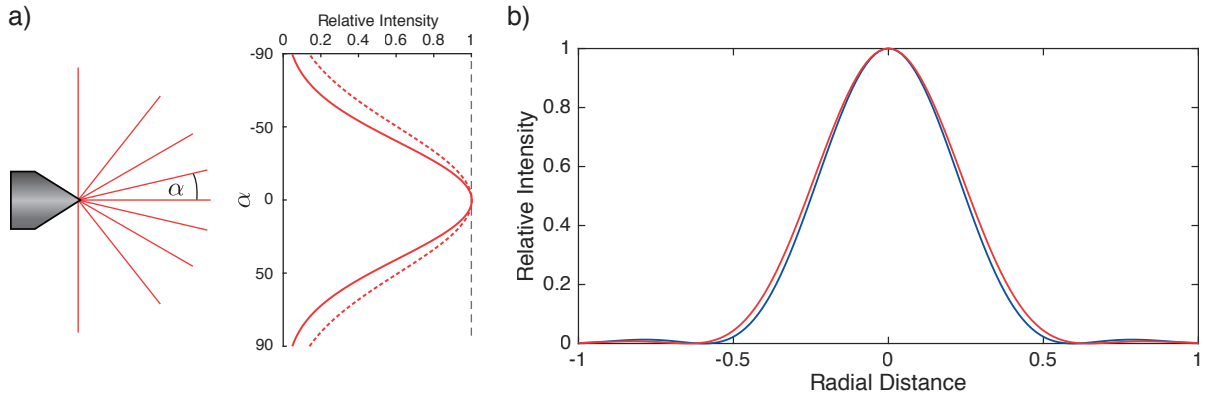 a)
α
Relative Intensity
0 0.2 0.4 0.6 0.8 1
-90
-50
0
50
90
α
b)
Relative Intensity
1
0.8
0.6
0.4
0.2
0
-1 -0.5 0 0.5 1
Radial Distance